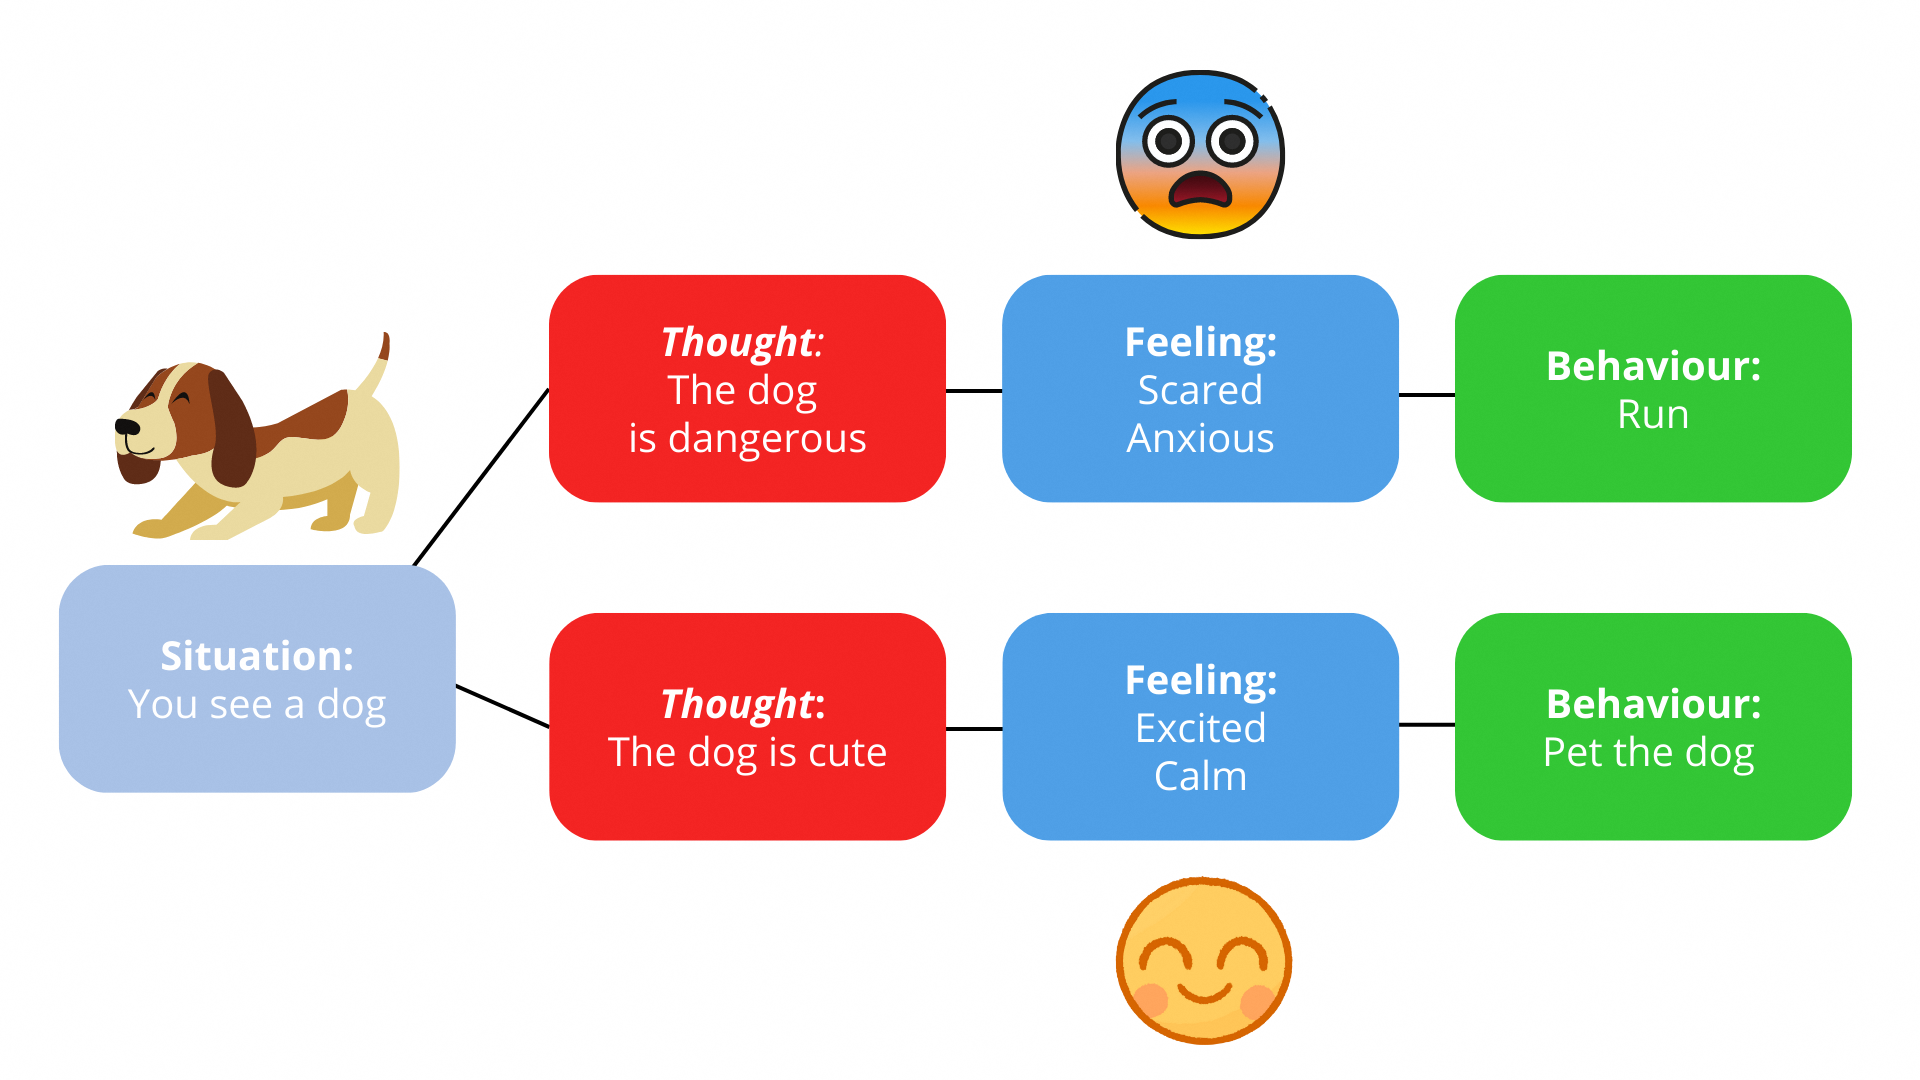 Situation:
You see a dog
Thought:
The dog
is dangerous
Feeling:
Scared
Anxious
Behaviour:
Run
Thought:
The dog is cute
Feeling:
Excited
Calm
Behaviour:
Pet the dog